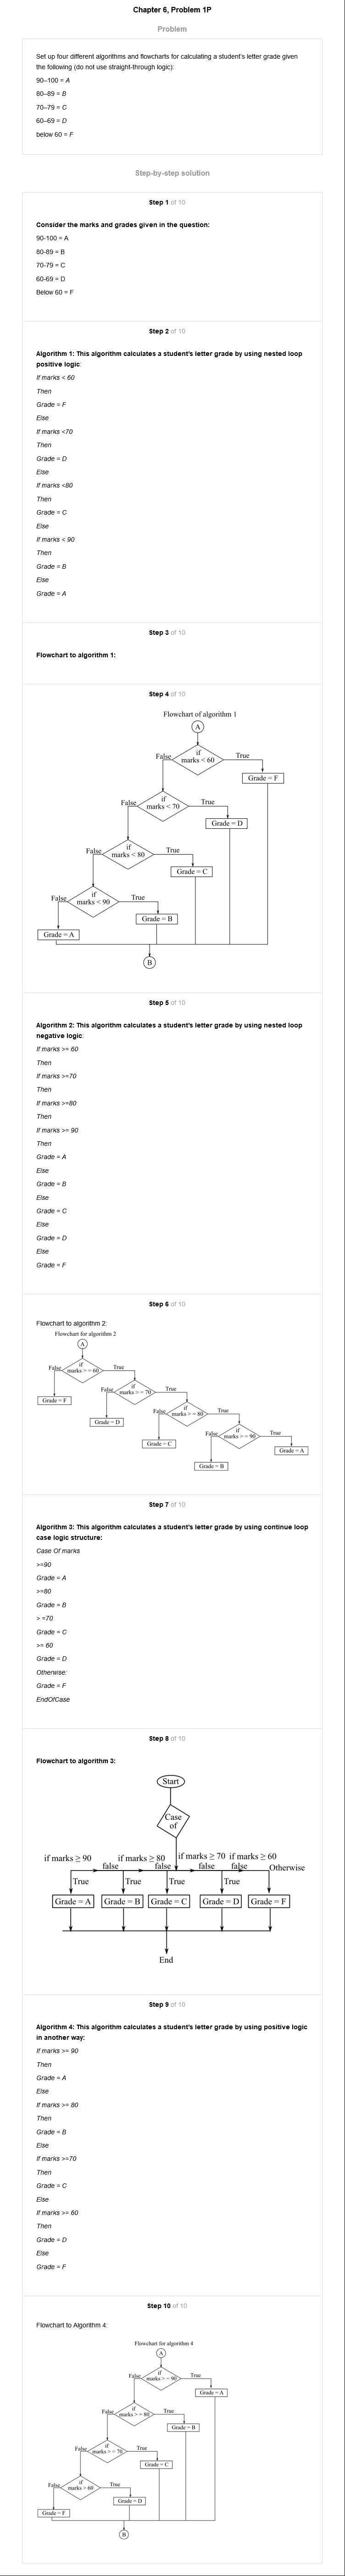 Chapter 6, Problem 1P
Problem
Set up four different algorithms and flowcharts for calculating a student's letter grade given
the following (do not use straight-through logic):
90–100 = A
80–89 = B
70–79 = C
60–69 = D
below 60 = F
Step-by-step solution
Step 1 of 10
Consider the marks and grades given in the question:
90-100 = A
80-89 = B
70-79 = C
60-69 = D
Below 60 = F
Step 2 of 10
Algorithm 1: This algorithm calculates a student's letter grade by using nested loop
positive logic:
If marks < 60
Then
Grade = F
Else
If marks <70
Then
Grade = D
Else
If marks <80
Then
Grade = C
Else
If marks < 90
Then
Grade = B
Else
Grade = A
Step 3 of 10
Flowchart to algorithm 1:
Step 4 of 10
Flowchart of algorithm 1
A
if
marks < 60
False
True
Grade = F
if
marks < 70
False
True
Grade = D
if
marks < 80
False
True
Grade = C
if
marks < 90
False
True
Grade = B
Grade = A
B
Step 5 of 10
Algorithm 2: This algorithm calculates a student's letter grade by using nested loop
negative logic:
If marks >= 60
Then
If marks >=70
Then
If marks >=80
Then
If marks >= 90
Then
Grade = A
Else
Grade = B
Else
Grade = C
Else
Grade = D
Else
Grade = F
Step 6 of 10
Flowchart to algorithm 2:
Flowchart for algorithm 2
A
if
marks > = 60
False
True
Grade = F
if
marks > = 70
False
True
Grade = D
if
marks > = 80
False
True
Grade = C
if
marks > = 90
False
True
Grade = A
Grade = B
Step 7 of 10
Algorithm 3: This algorithm calculates a student's letter grade by using continue loop
case logic structure:
Case Of marks
>=90
Grade = A
>=80
Grade = B
> =70
Grade = C
>= 60
Grade = D
Otherwise:
Grade = F
EndOfCase
Step 8 of 10
Flowchart to algorithm 3:
Start
Case
of
if marks ≥ 90
if marks ≥ 80
if marks ≥ 70
if marks ≥ 60
false
false
false
false
Otherwise
True
True
True
True
Grade = A
Grade = B
Grade = C
Grade = D
Grade = F
End
Step 9 of 10
Algorithm 4: This algorithm calculates a student's letter grade by using positive logic
in another way:
If marks >= 90
Then
Grade = A
Else
If marks >= 80
Then
Grade = B
Else
If marks >=70
Then
Grade = C
Else
If marks >= 60
Then
Grade = D
Else
Grade = F
Step 10 of 10
Flowchart to Algorithm 4:
Flowchart for algorithm 4
A
if
marks > = 90
False
True
Grade = A
if
marks > = 80
False
True
Grade = B
if
marks > = 70
False
True
Grade = C
if
marks > 60
False
True
Grade = D
Grade = F
B